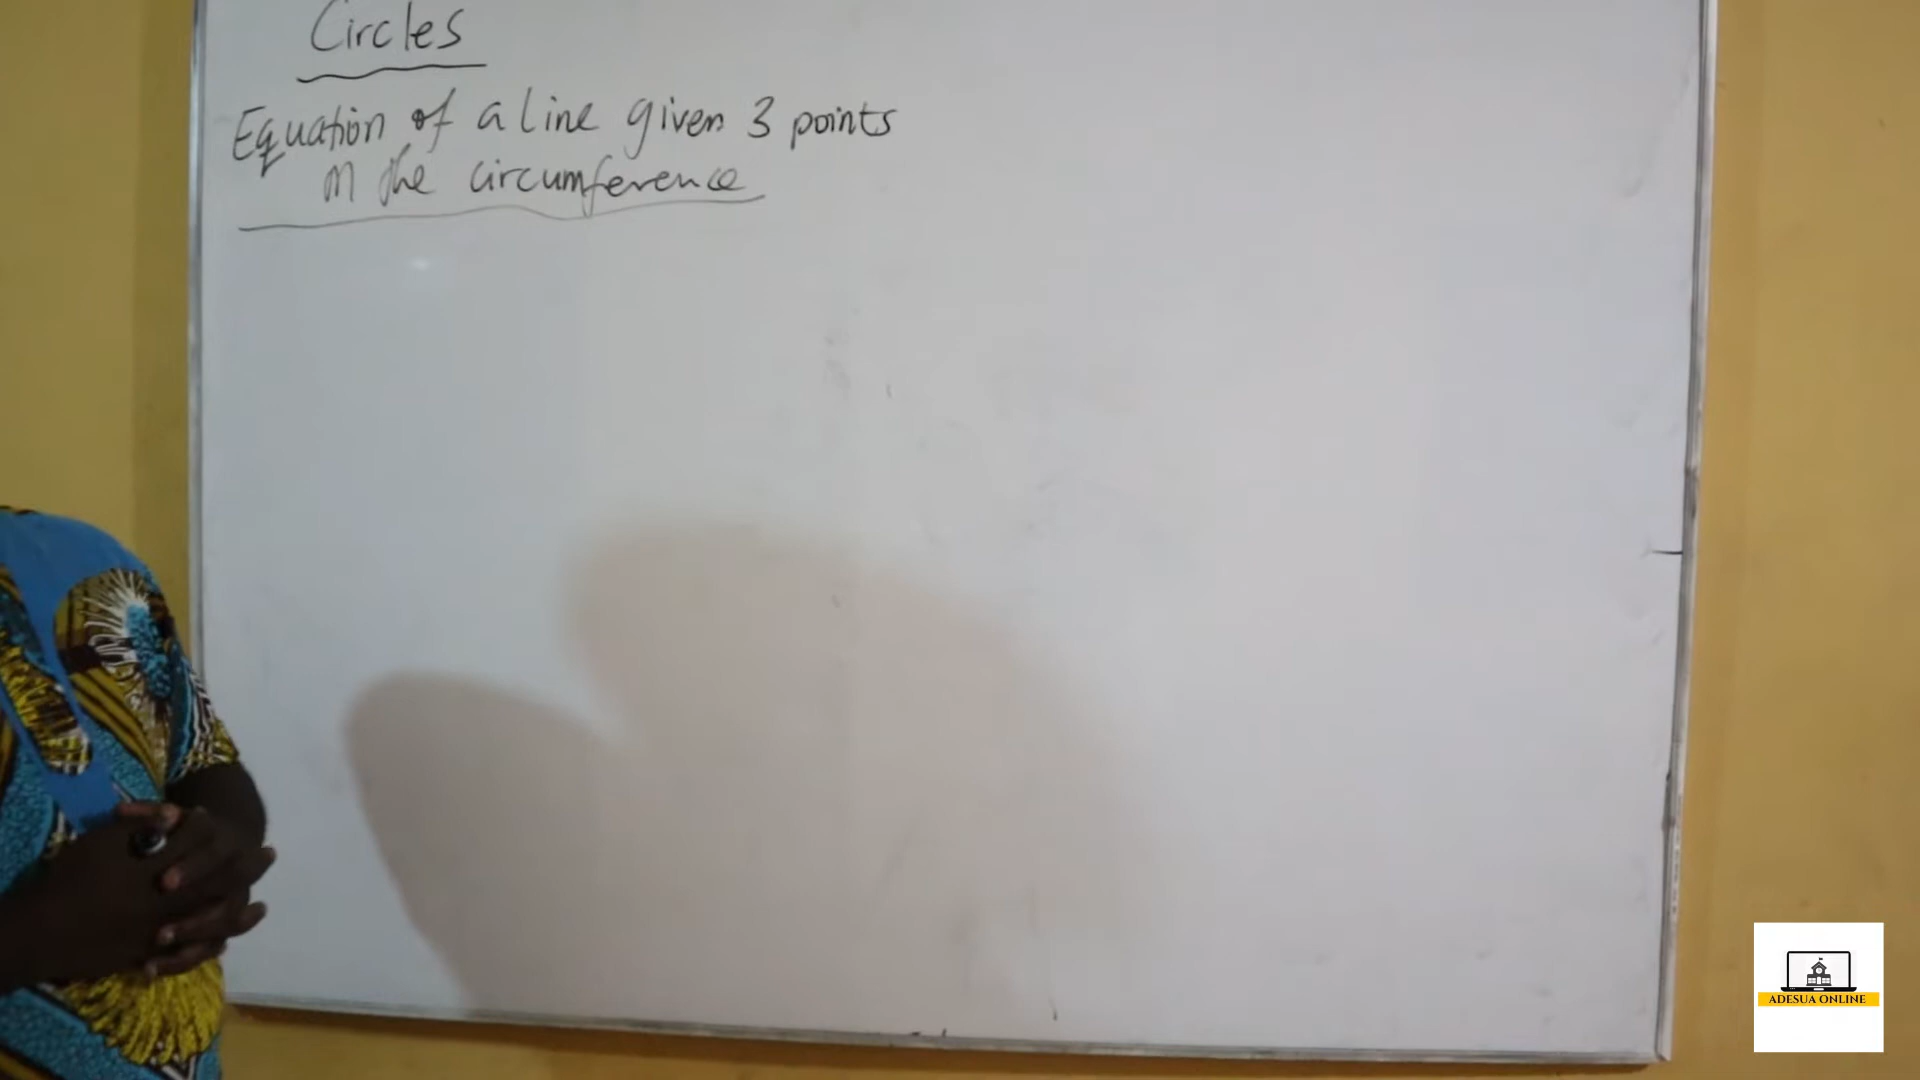 Circles
Equation of a line given 3 points
on the circumference
ADESUA ONLINE